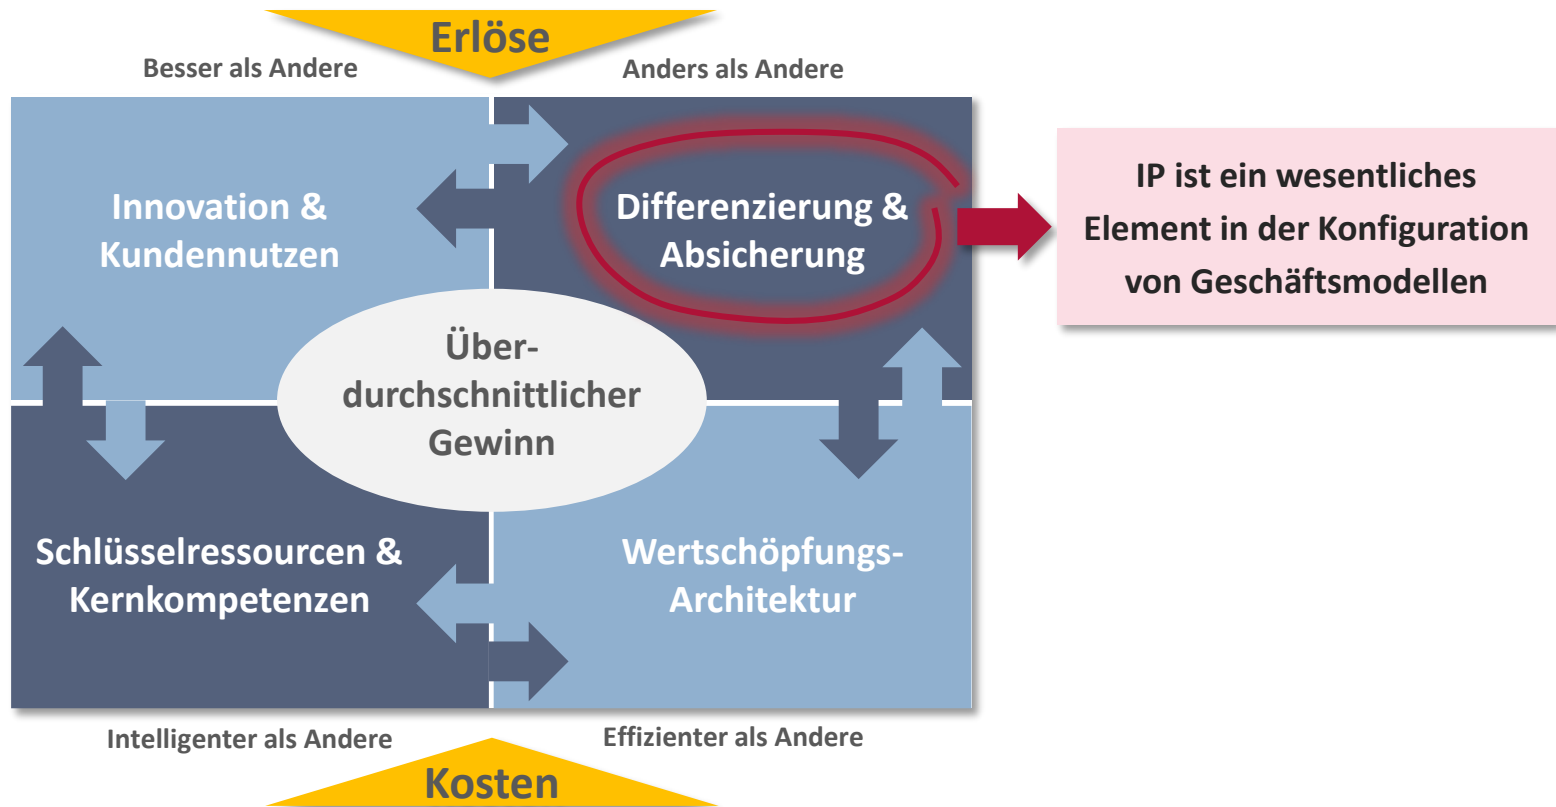 Erlöse
Besser als Andere
Anders als Andere
Innovation &
Kundennutzen
Differenzierung &
Absicherung
IP ist ein wesentliches
Element in der Konfiguration
von Geschäftsmodellen
Über-
durchschnittlicher
Gewinn
Schlüsselressourcen &
Kernkompetenzen
Wertschöpfungs-
Architektur
Intelligenter als Andere
Effizienter als Andere
Kosten